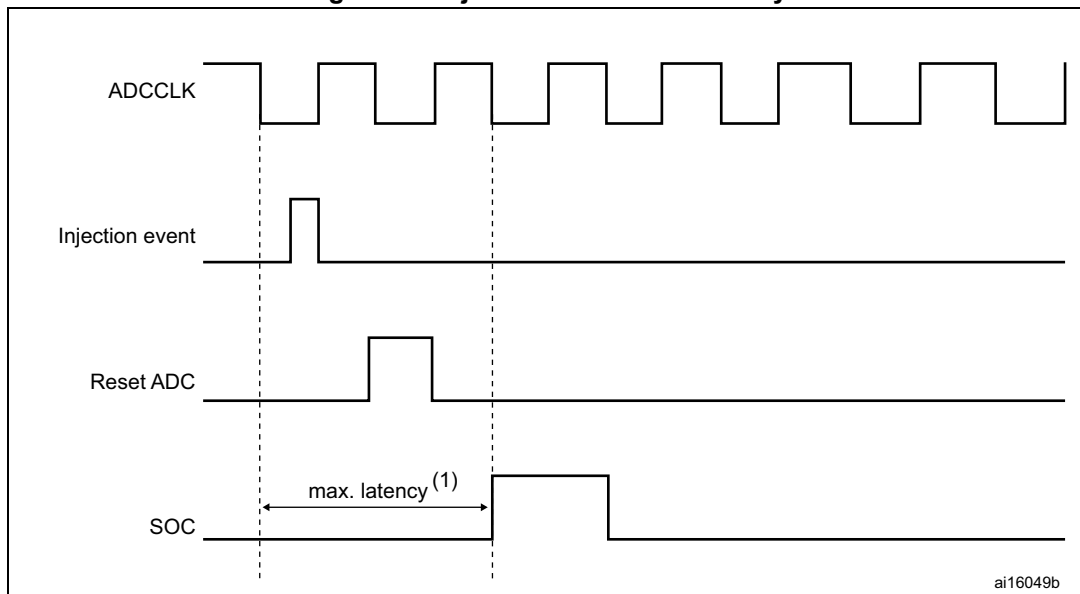 ADCCLK
Injection event
Reset ADC
max. latency (1)
SOC
ai16049b